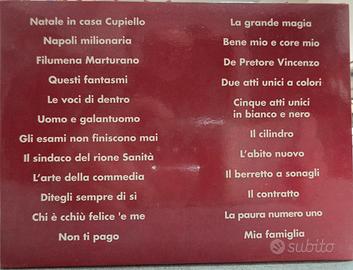 Natale in casa Cupiello
Napoli milionaria
Filumena Marturano
Questi fantasmi
Le voci di dentro
Uomo e galantuomo
Gli esami non finiscono mai
Il sindaco del rione Sanità
L'arte della commedia
Ditegli sempre di sì
Chi è cchiù felice 'e me
Non ti pago
La grande magia
Bene mio e core mio
De Pretore Vincenzo
Due atti unici a colori
Cinque atti unici
in bianco e nero
Il cilindro
L'abito nuovo
Il berretto a sonagli
Il contratto
La paura numero uno
Mia famiglia
subito